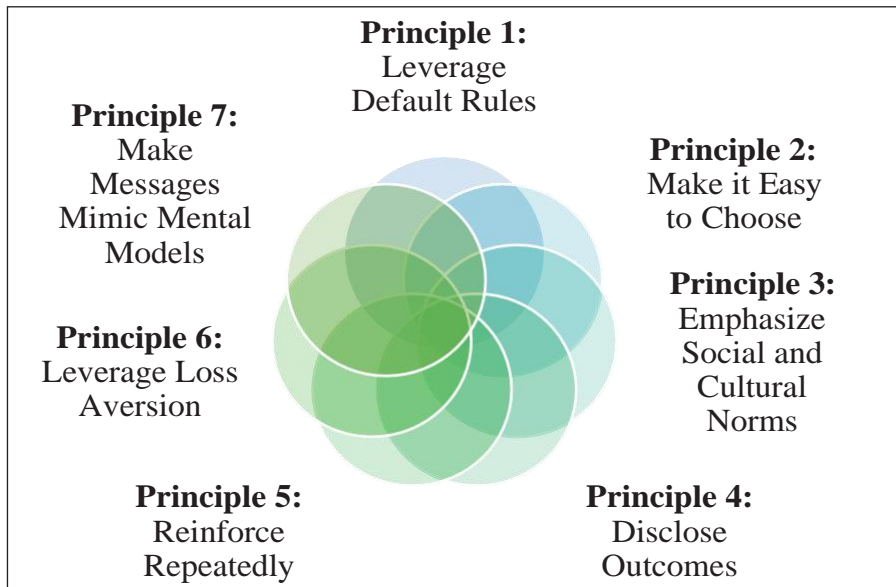 Principle 1:
Leverage
Default Rules
Principle 2:
Make it Easy
to Choose
Principle 3:
Emphasize
Social and
Cultural
Norms
Principle 4:
Disclose
Outcomes
Principle 5:
Reinforce
Repeatedly
Principle 6:
Leverage Loss
Aversion
Principle 7:
Make
Messages
Mimic Mental
Models